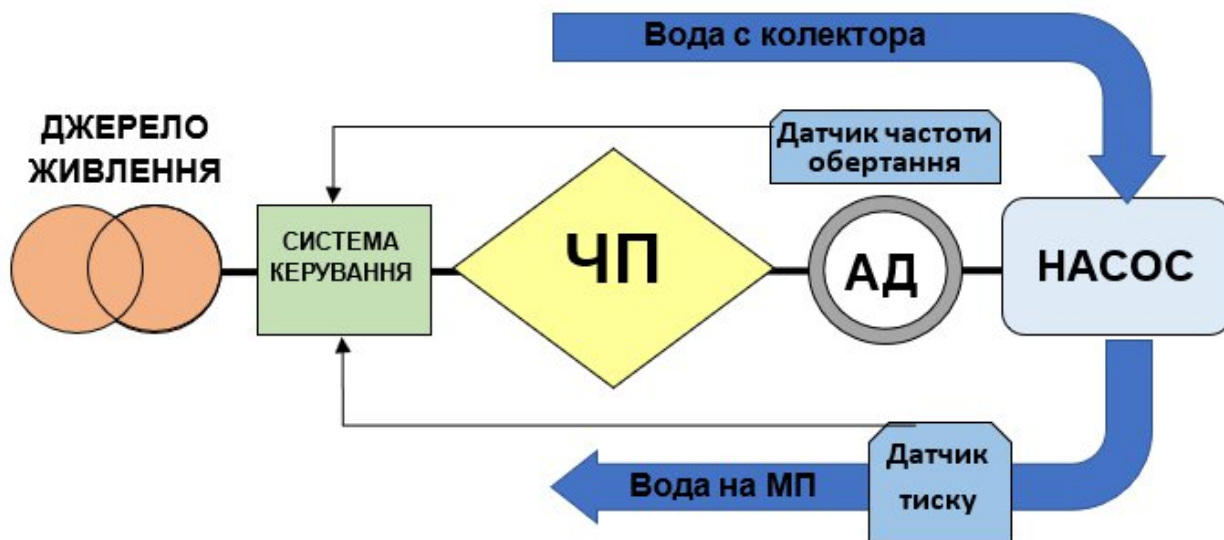 Вода с колектора
ДЖЕРЕЛО
ЖИВЛЕННЯ
Датчик частоти
обертання
СИСТЕМА
КЕРУВАННЯ
ЧП
АД
НАСОС
Вода на МП
Датчик
тиску